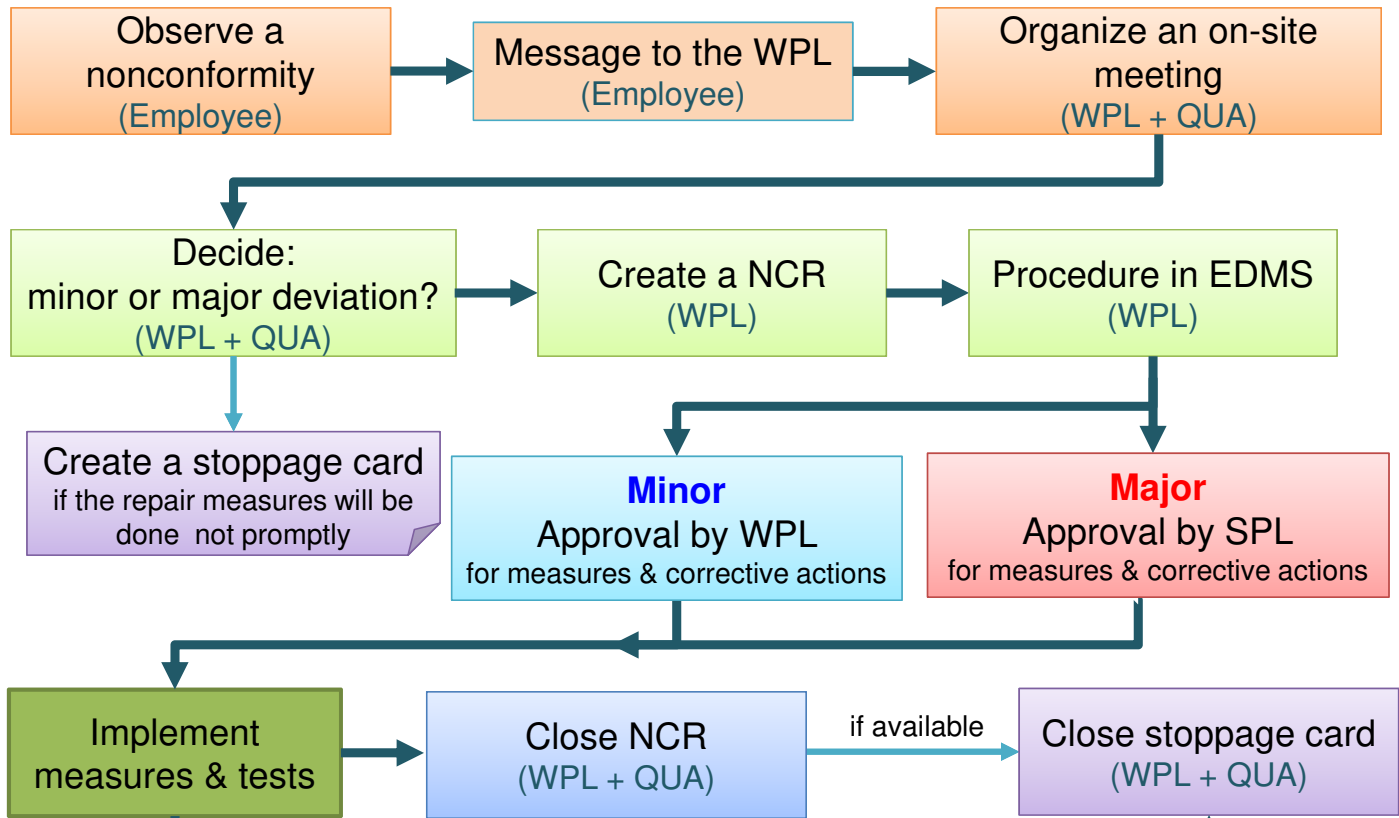 Observe a
nonconformity
(Employee)
Message to the WPL
(Employee)
Organize an on-site
meeting
(WPL + QUA)
Decide:
minor or major deviation?
(WPL + QUA)
Create a NCR
(WPL)
Procedure in EDMS
(WPL)
Create a stoppage card
if the repair measures will be
done not promptly
Minor
Approval by WPL
for measures & corrective actions
Major
Approval by SPL
for measures & corrective actions
Implement
measures & tests
Close NCR
(WPL + QUA)
if available
Close stoppage card
(WPL + QUA)